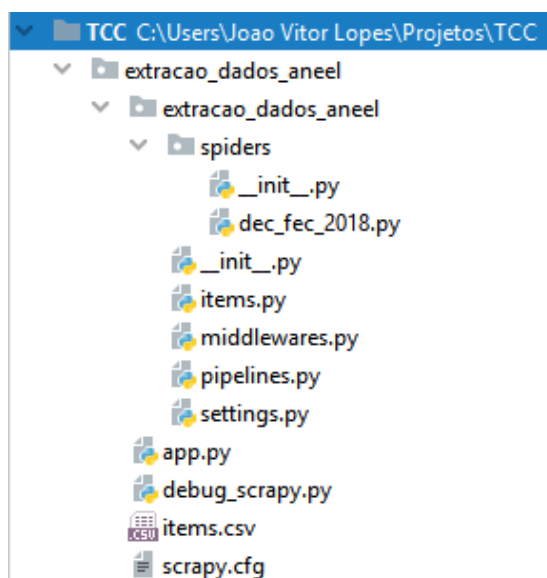 TCC C:\Users\Joao Vitor Lopes\Projetos\TCC
extracao_dados_aneel
extracao_dados_aneel
spiders
__init__.py
dec_fec_2018.py
__init__.py
items.py
middlewares.py
pipelines.py
settings.py
app.py
debug_scrapy.py
items.csv
scrapy.cfg